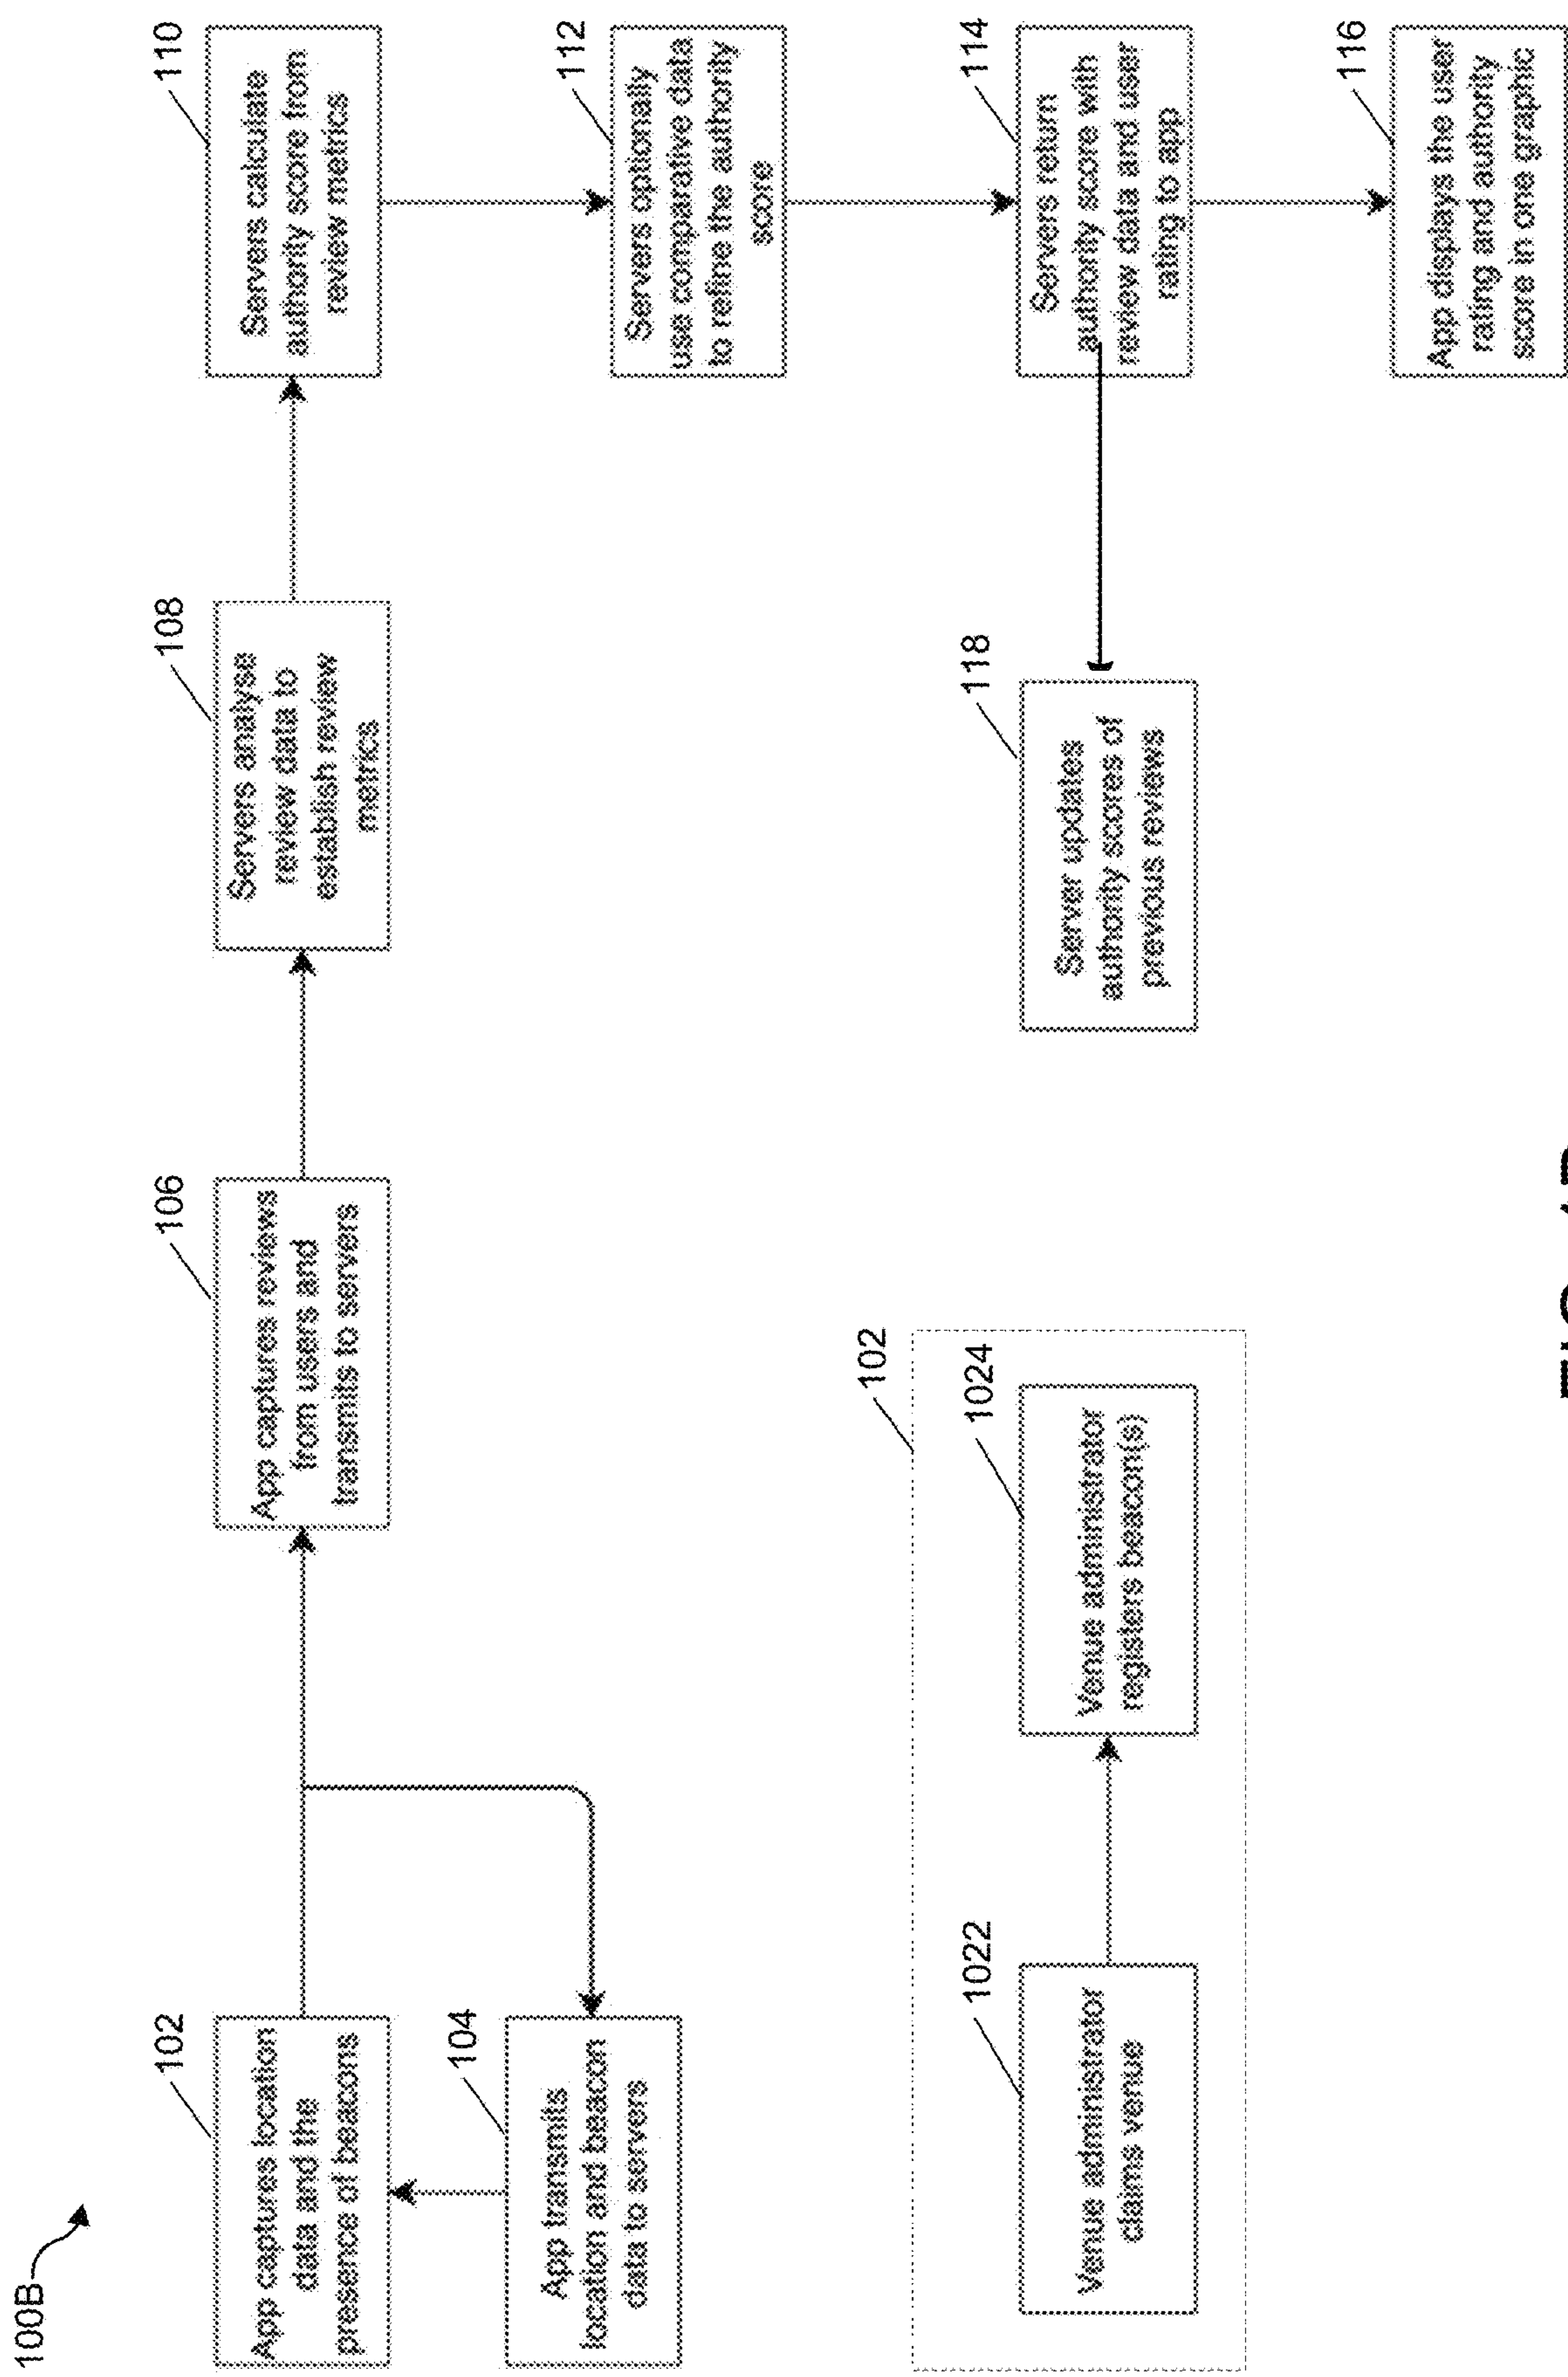 100B
102
App captures location
data and the
presence of beacons
104
App transmits
location and beacon
data to servers
106
App captures reviews
from users and
transmits to servers
108
Servers analyse
review data to
establish review
metrics
110
Servers calculate
authority score from
review metrics
112
Servers optionally
use comparative data
to refine the authority
score
114
Servers return
authority score with
review data and user
rating to app
116
App displays the user
rating and authority
score in one graphic
118
Server updates
authority scores of
previous reviews
102
1022
Venue administrator
claims venue
1024
Venue administrator
registers beacon(s)